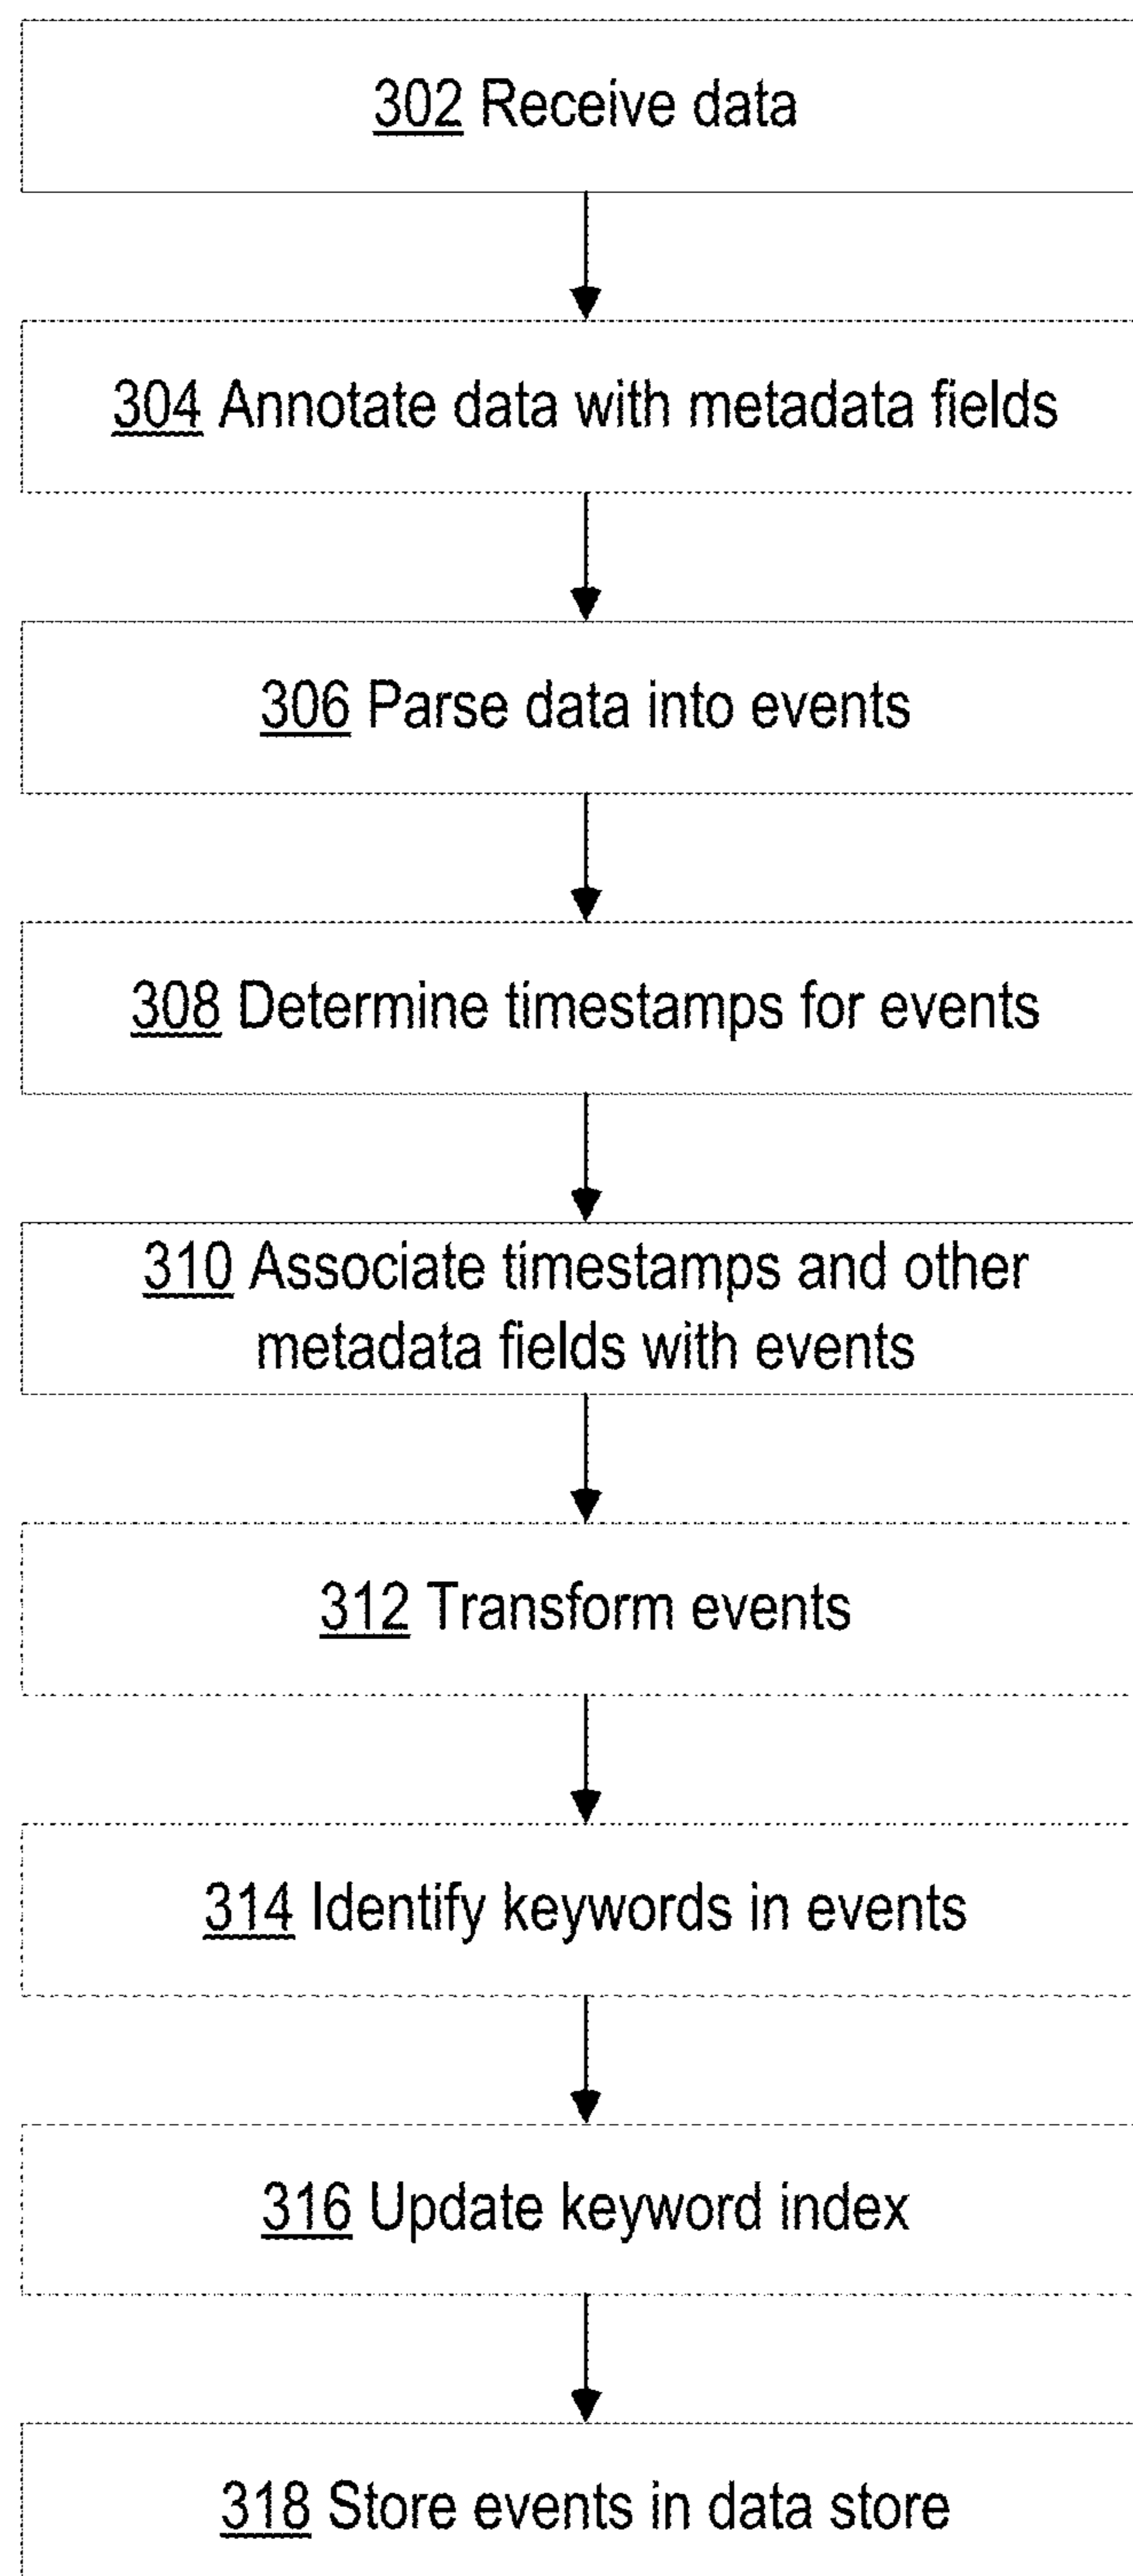 302 Receive data
304 Annotate data with metadata fields
306 Parse data into events
308 Determine timestamps for events
310 Associate timestamps and other
metadata fields with events
312 Transform events
314 Identify keywords in events
316 Update keyword index
318 Store events in data store